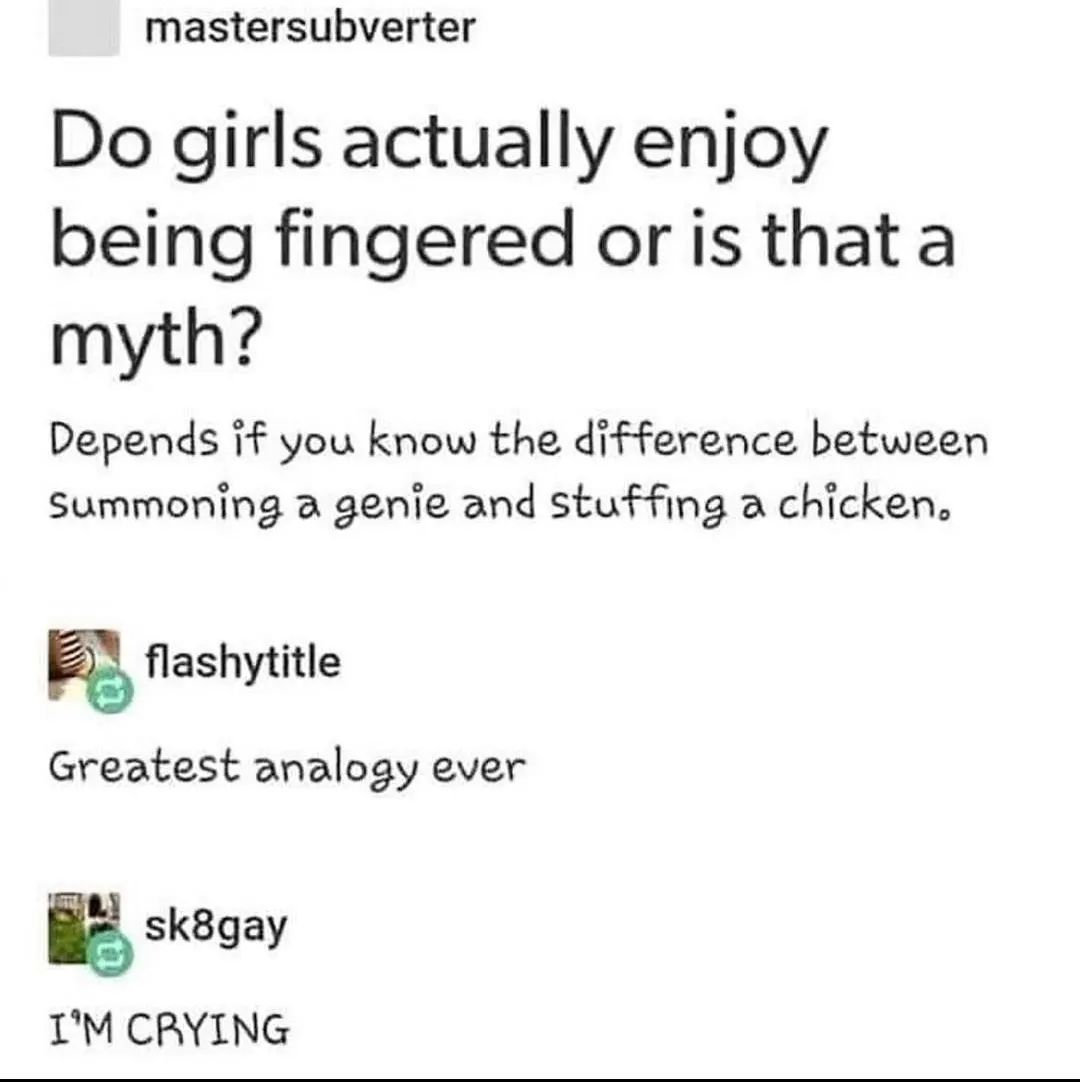 mastersubverter
Do girls actually enjoy
being fingered or is that a
myth?
Depends if you know the difference between
summoning a genie and stuffing a chicken.
flashytitle
Greatest analogy ever
sk8gay
I'M CRYING